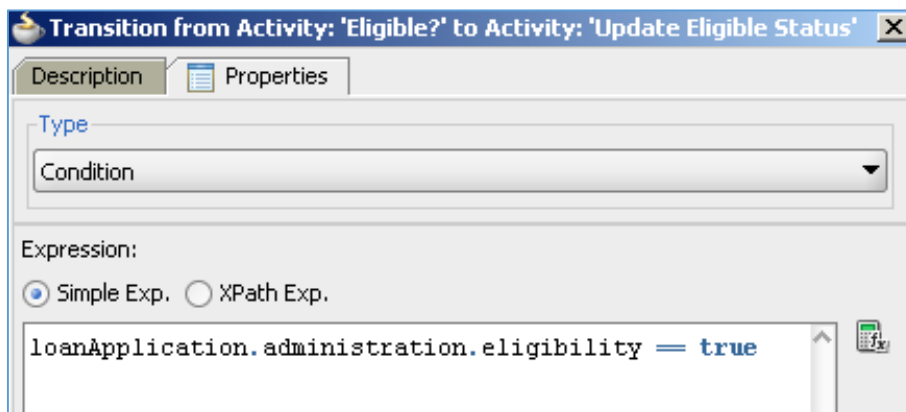 Transition from Activity: 'Eligible?' to Activity: 'Update Eligible Status'
Description Properties
Type
Condition
Expression:
Simple Exp. XPath Exp.
loanApplication.administration.eligibility == true